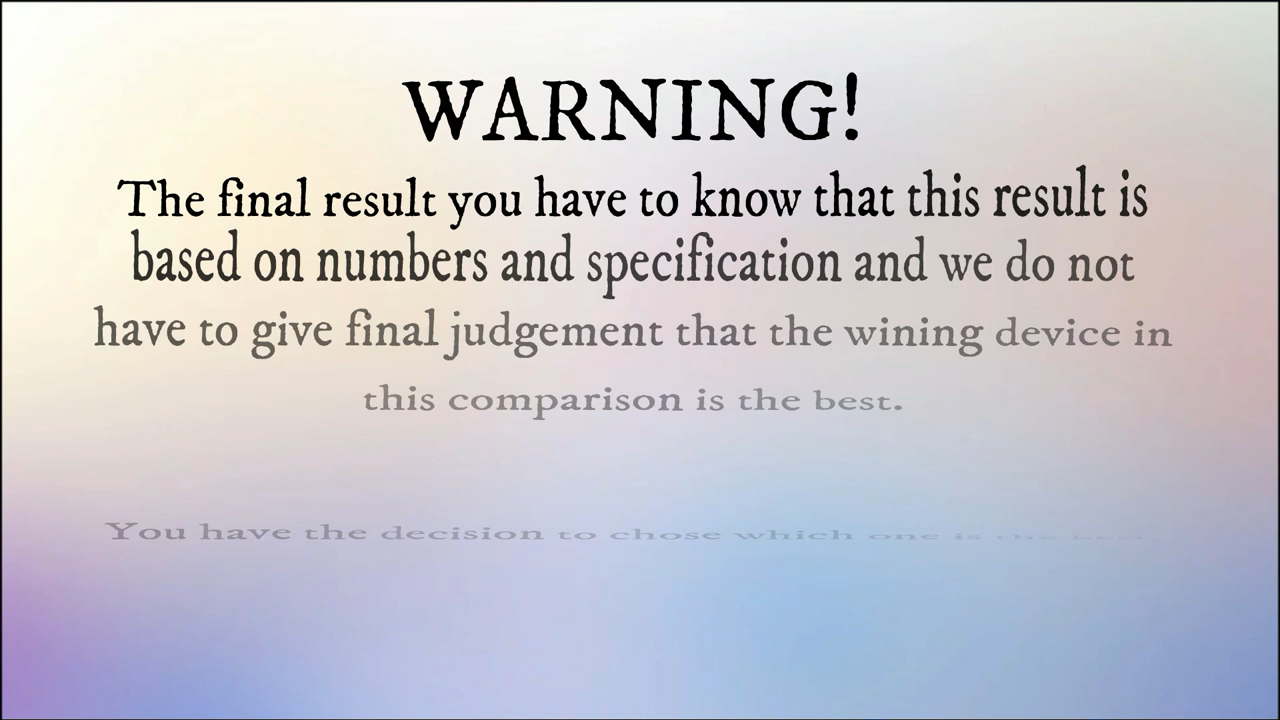 WARNING!
The final result you have to know that this result is
based on numbers and specification and we do not
have to give final judgement that the wining device in
this comparison is the best.
You have the decision to chose which one is the